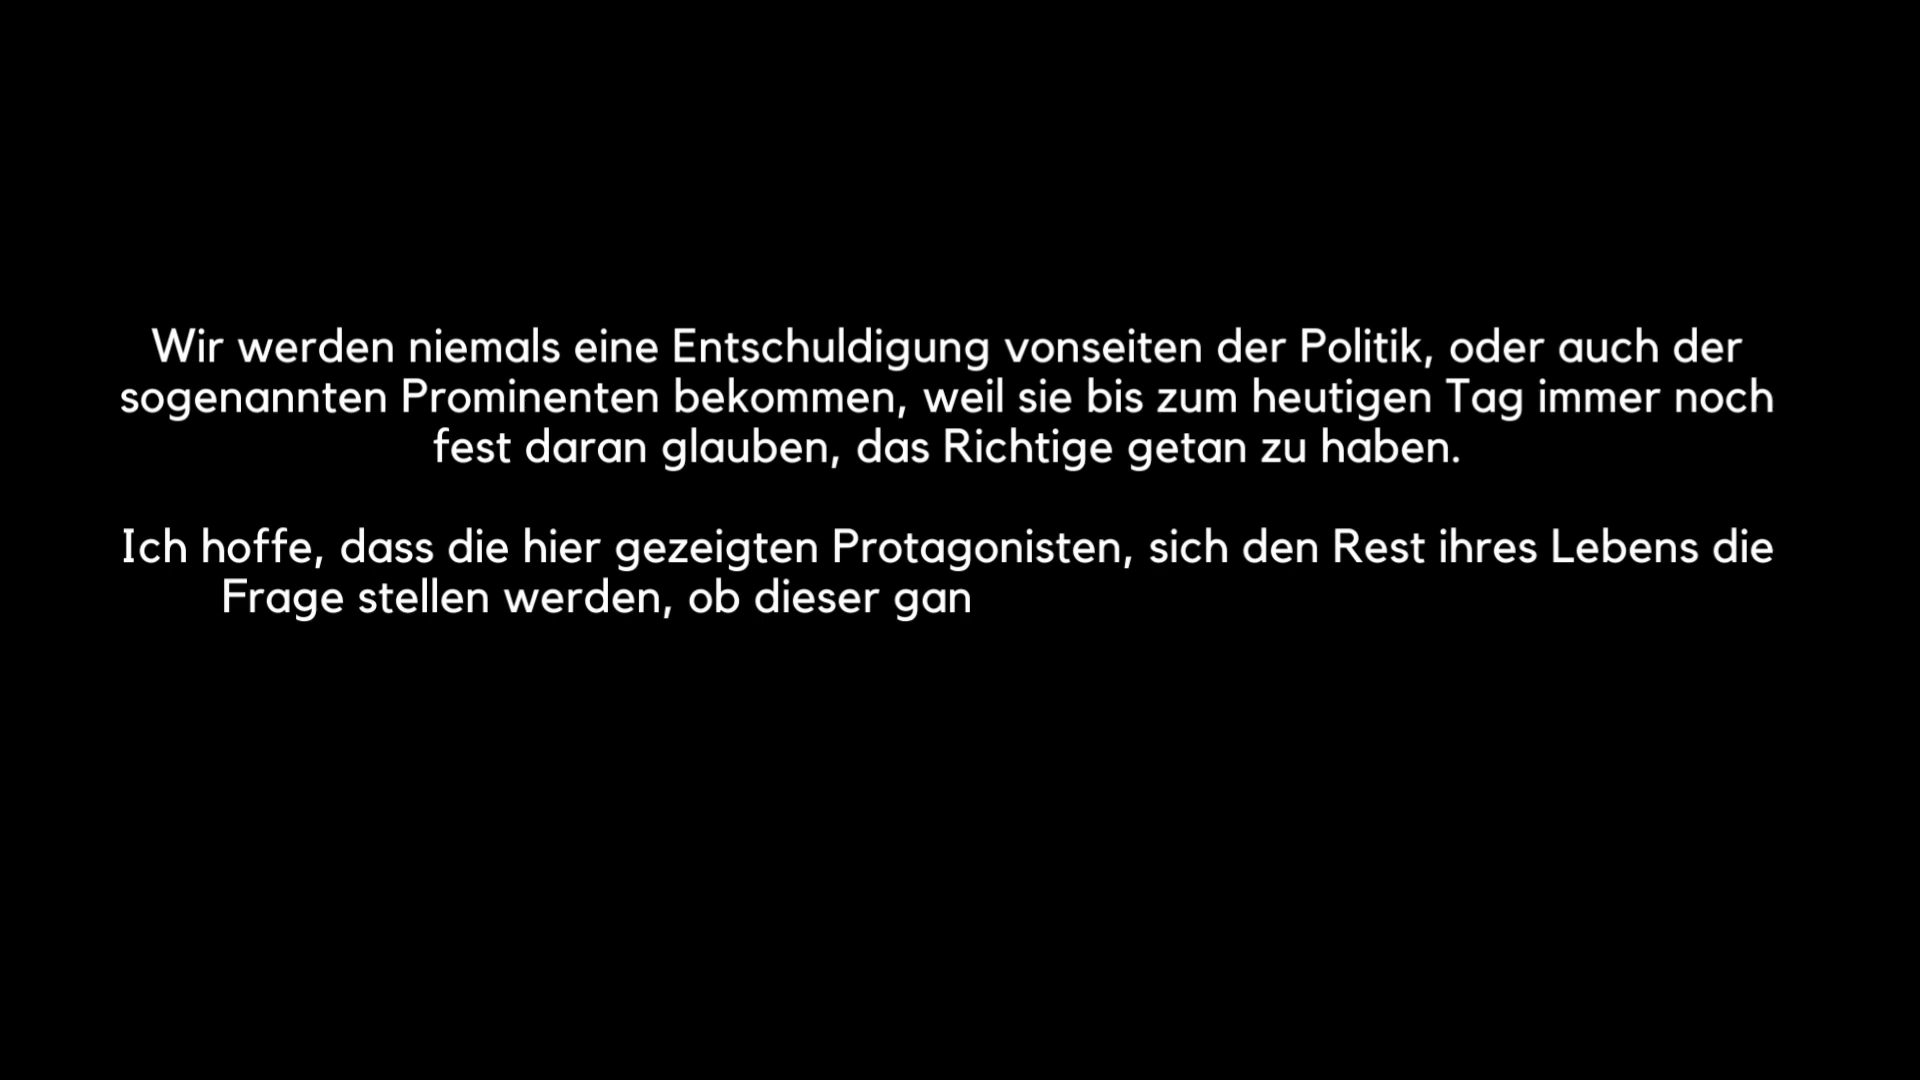 Wir werden niemals eine Entschuldigung vonseiten der Politik, oder auch der
sogenannten Prominenten bekommen, weil sie bis zum heutigen Tag immer noch
fest daran glauben, das Richtige getan zu haben.
Ich hoffe, dass die hier gezeigten Protagonisten, sich den Rest ihres Lebens die
Frage stellen werden, ob dieser gan